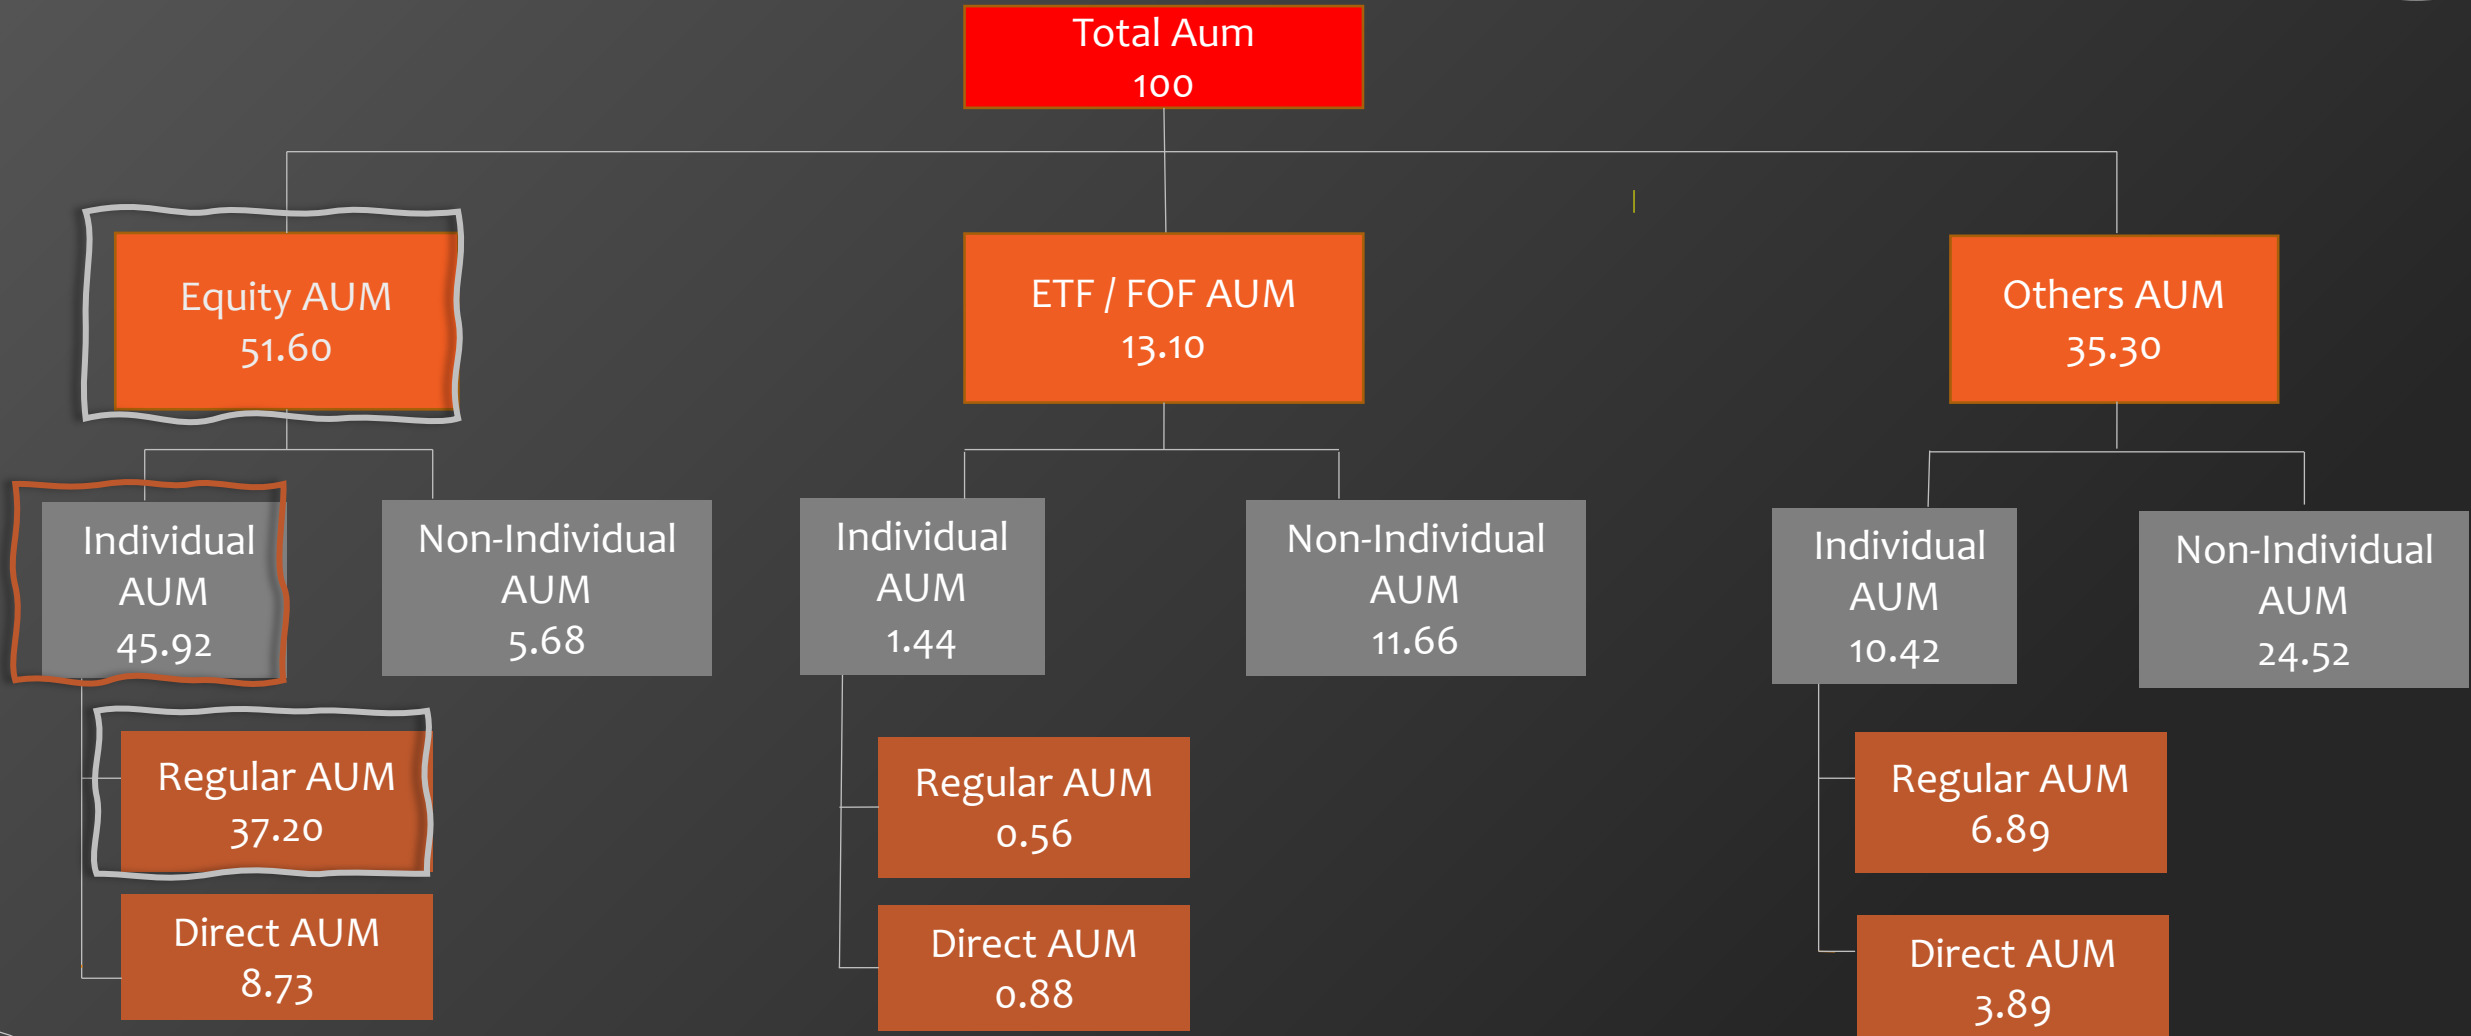 Total Aum
100
Equity AUM
51.60
ETF / FOF AUM
13.10
Others AUM
35.30
Individual
AUM
45.92
Non-Individual
AUM
5.68
Individual
AUM
1.44
Non-Individual
AUM
11.66
Individual
AUM
10.42
Non-Individual
AUM
24.52
Regular AUM
37.20
Direct AUM
8.73
Regular AUM
0.56
Direct AUM
0.88
Regular AUM
6.89
Direct AUM
3.89